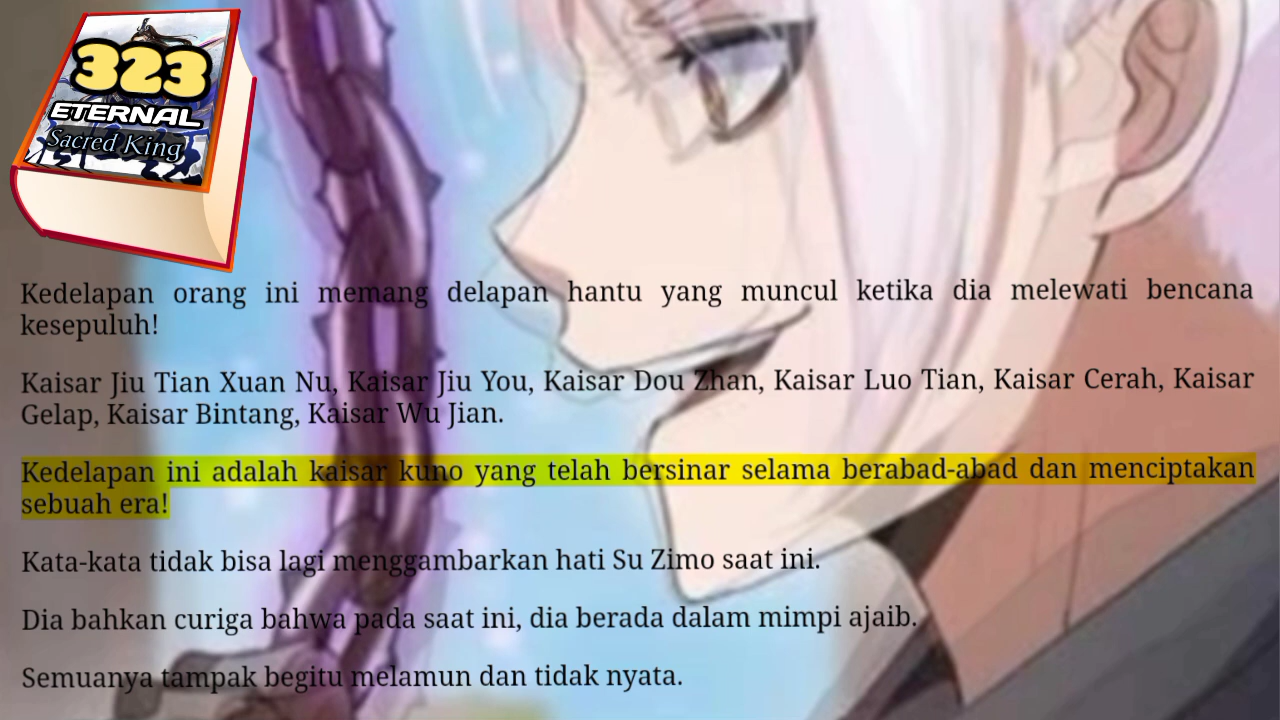 323
ETERNAL
Sacred King
Kedelapan orang ini memang delapan hantu yang muncul ketika dia melewati bencana
kesepuluh!
Kaisar Jiu Tian Xuan Nu, Kaisar Jiu You, Kaisar Dou Zhan, Kaisar Luo Tian, Kaisar Cerah, Kaisar
Gelap, Kaisar Bintang, Kaisar Wu Jian.
Kedelapan ini adalah kaisar kuno yang telah bersinar selama berabad-abad dan menciptakan
sebuah era!
Kata-kata tidak bisa lagi menggambarkan hati Su Zimo saat ini.
Dia bahkan curiga bahwa pada saat ini, dia berada dalam mimpi ajaib.
Semuanya tampak begitu melamun dan tidak nyata.